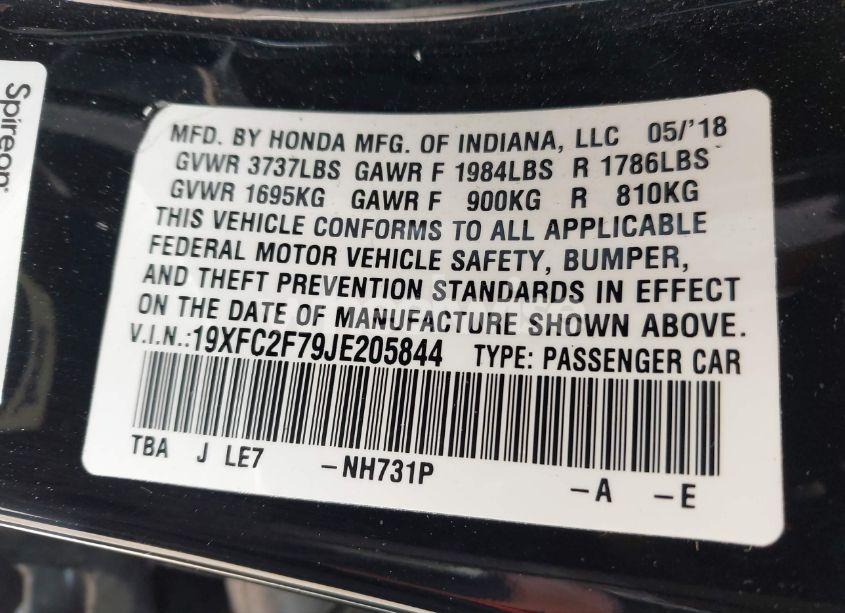 Spireon
MFD. BY HONDA MFG. OF INDIANA, LLC 05/'18
GVWR 3737LBS GAWR F 1984LBS R 1786LBS
GVWR 1695KG GAWR F 900KG R 810KG
THIS VEHICLE CONFORMS TO ALL APPLICABLE
FEDERAL MOTOR VEHICLE SAFETY, BUMPER,
AND THEFT PREVENTION STANDARDS IN EFFECT
ON THE DATE OF MANUFACTURE SHOWN ABOVE.
V.I.N.:19XFC2F79JE205844 TYPE: PASSENGER CAR
TBA J LE7 -NH731P -A -E